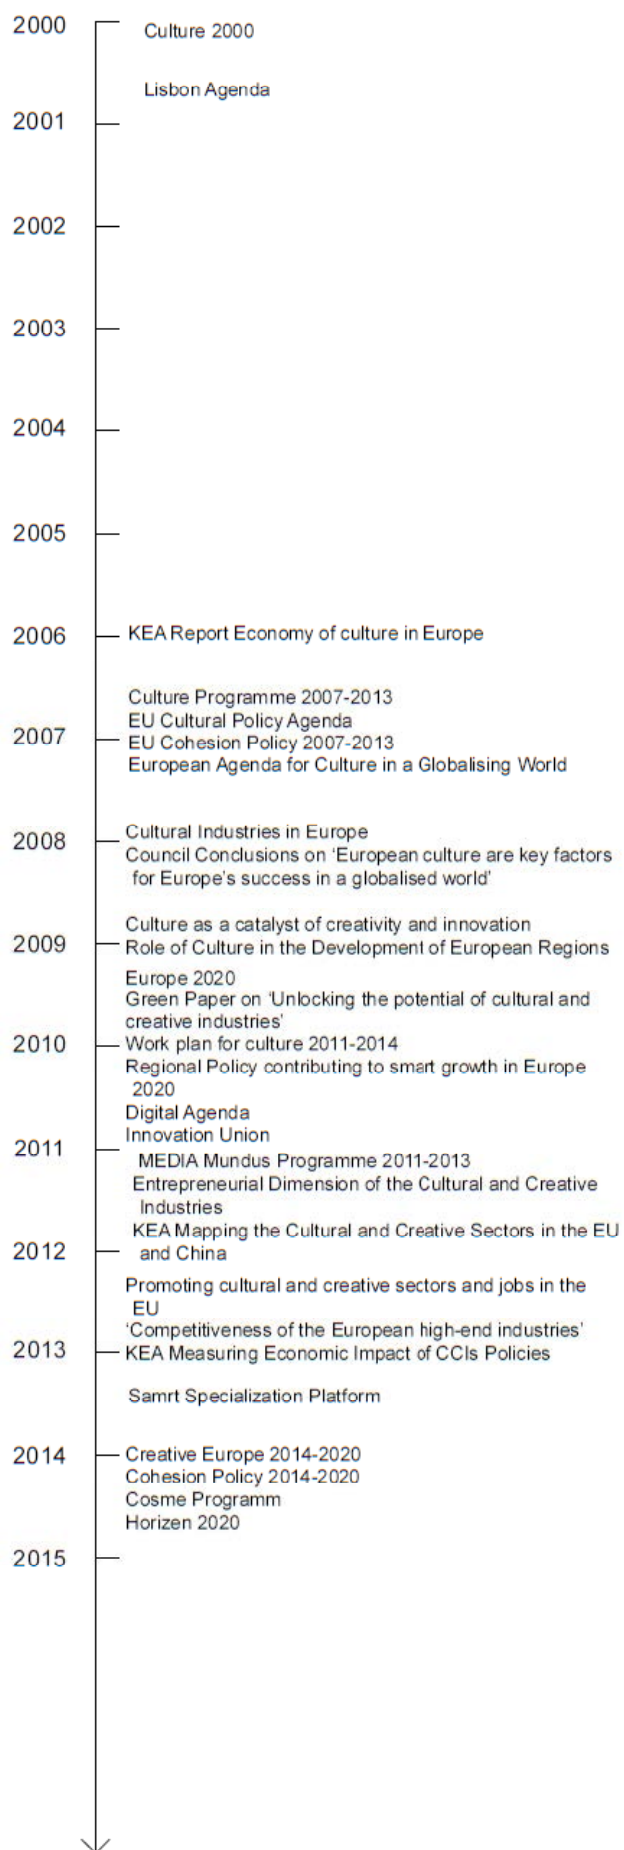 2000
Culture 2000
Lisbon Agenda
2001
2002
2003
2004
2005
2006
KEA Report Economy of culture in Europe
Culture Programme 2007-2013
EU Cultural Policy Agenda
2007
EU Cohesion Policy 2007-2013
European Agenda for Culture in a Globalising World
Cultural Industries in Europe
2008
Council Conclusions on ‘European culture are key factors
for Europe’s success in a globalised world’
Culture as a catalyst of creativity and innovation
2009
Role of Culture in the Development of European Regions
Europe 2020
Green Paper on ‘Unlocking the potential of cultural and
creative industries’
2010
Work plan for culture 2011-2014
Regional Policy contributing to smart growth in Europe
2020
Digital Agenda
Innovation Union
2011
MEDIA Mundus Programme 2011-2013
Entrepreneurial Dimension of the Cultural and Creative
Industries
KEA Mapping the Cultural and Creative Sectors in the EU
2012
and China
Promoting cultural and creative sectors and jobs in the
EU
‘Competitiveness of the European high-end industries’
2013
KEA Measuring Economic Impact of CCIs Policies
Samrt Specialization Platform
2014
Creative Europe 2014-2020
Cohesion Policy 2014-2020
Cosme Programm
Horizen 2020
2015